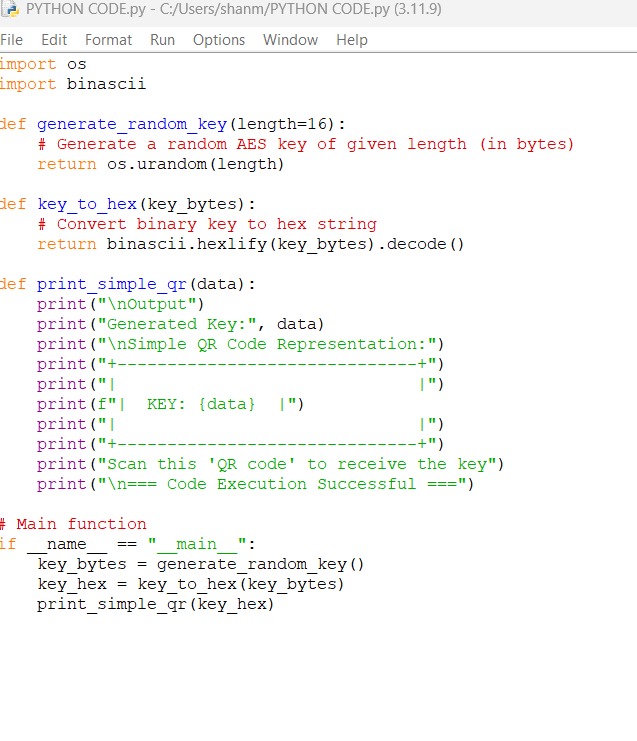 PYTHON CODE.py - C:/Users/shanm/PYTHON CODE.py (3.11.9)
File Edit Format Run Options Window Help
import os
import binascii
def generate_random_key(length=16):
    # Generate a random AES key of given length (in bytes)
    return os.urandom(length)
def key_to_hex(key_bytes):
    # Convert binary key to hex string
    return binascii.hexlify(key_bytes).decode()
def print_simple_qr(data):
    print("\nOutput")
    print("Generated Key:", data)
    print("\nSimple QR Code Representation:")
    print("+------------------------------+")
    print("|                              |")
    print(f"|  KEY: {data}  |")
    print("|                              |")
    print("+------------------------------+")
    print("Scan this 'QR code' to receive the key")
    print("\n=== Code Execution Successful ===")
# Main function
if __name__ == "__main__":
    key_bytes = generate_random_key()
    key_hex = key_to_hex(key_bytes)
    print_simple_qr(key_hex)